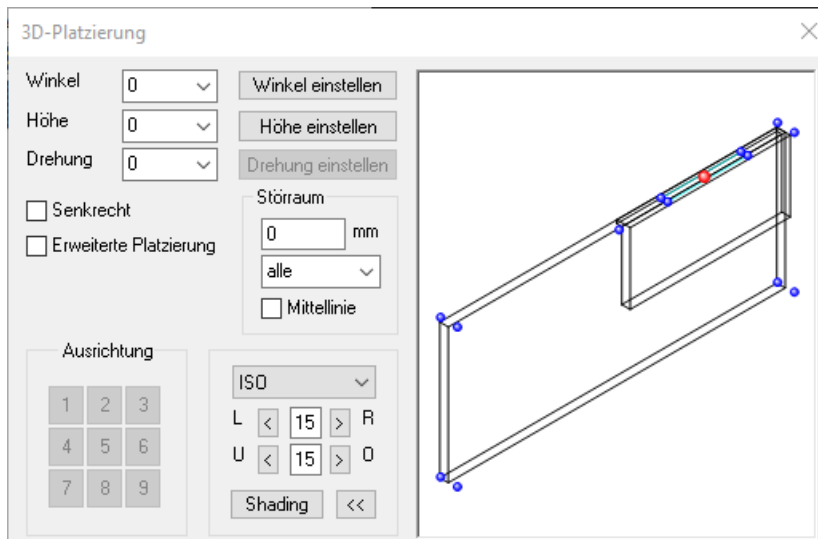 3D-Platzierung
Winkel 0 Winkel einstellen
Höhe 0 Höhe einstellen
Drehung 0 Drehung einstellen
Senkrecht
Erweiterte Platzierung
Störraum
0 mm
alle
Mittellinie
Ausrichtung
1 2 3
4 5 6
7 8 9
ISO
L < 15 > R
U < 15 > O
Shading <<